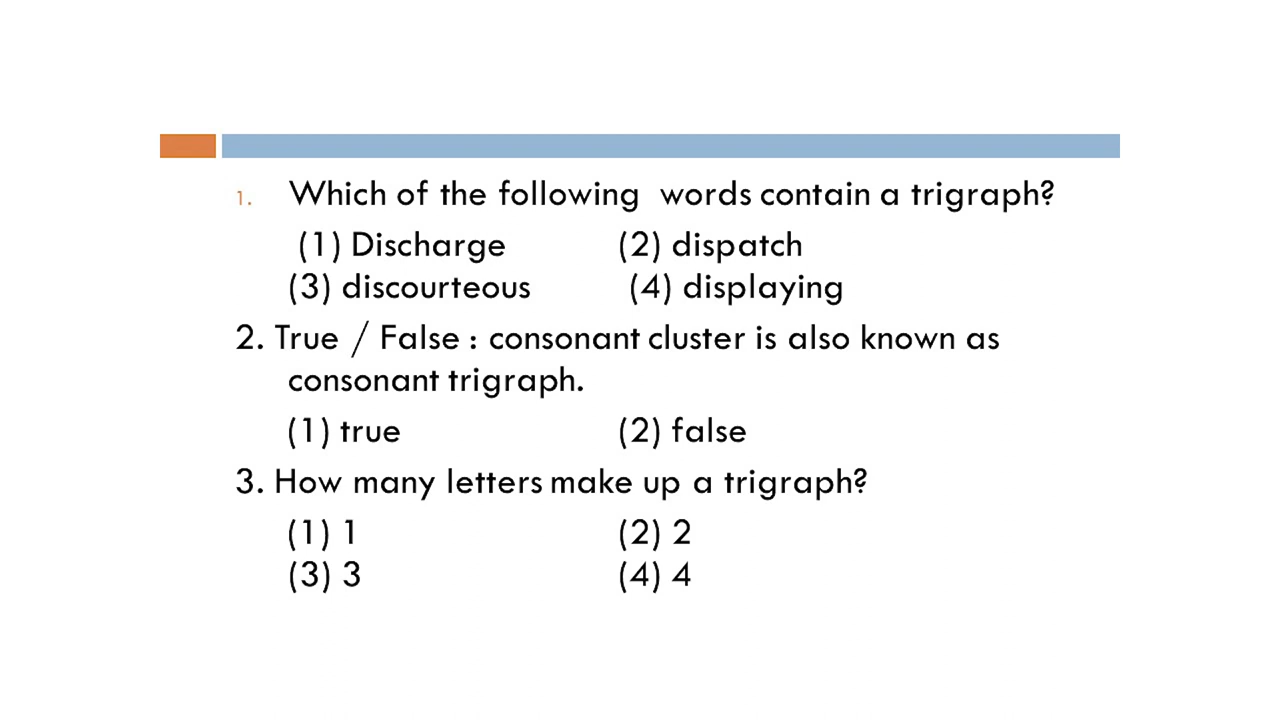 1. Which of the following words contain a trigraph?
(1) Discharge (2) dispatch
(3) discourteous (4) displaying
2. True / False : consonant cluster is also known as
consonant trigraph.
(1) true (2) false
3. How many letters make up a trigraph?
(1) 1 (2) 2
(3) 3 (4) 4